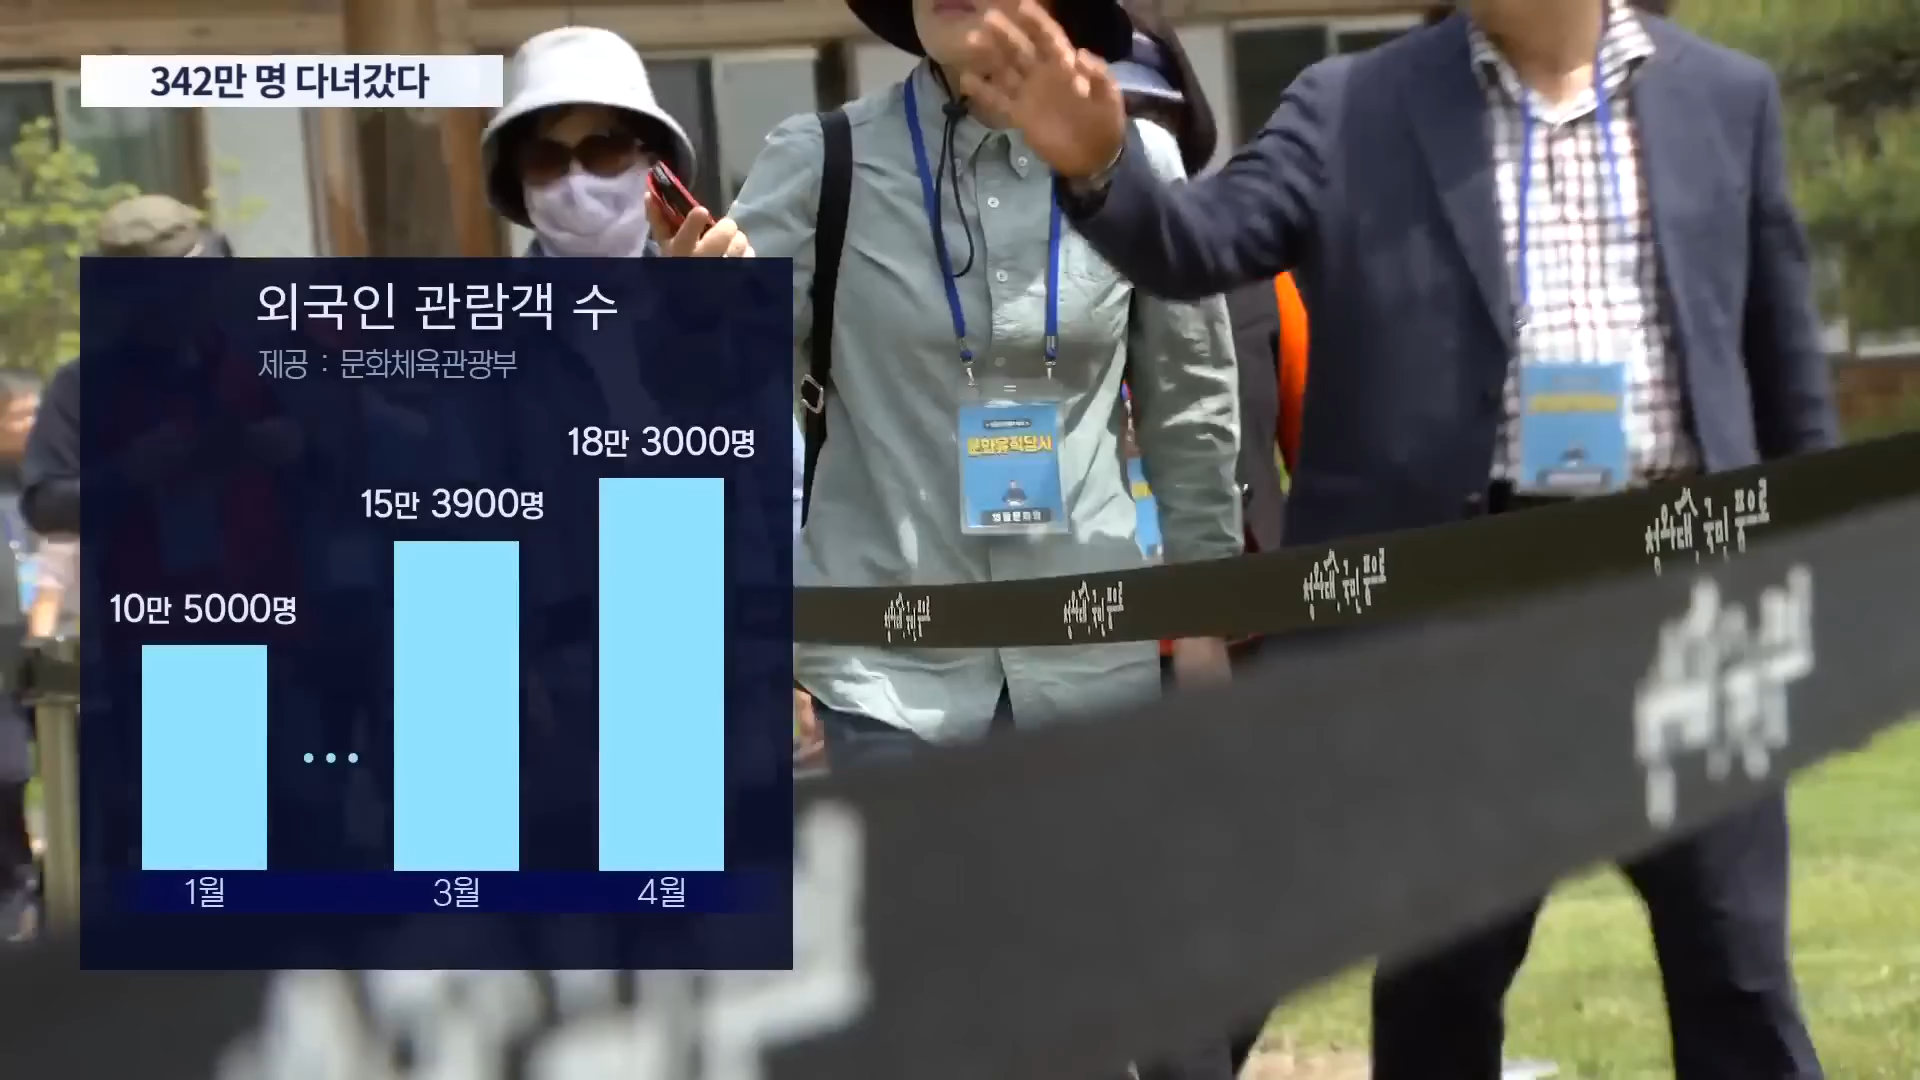 342만 명 다녀갔다
외국인 관람객 수
제공 : 문화체육관광부
18만 3000명
15만 3900명
10만 5000명
1월
3월
4월
문화유적답사
청와대, 국민 품으로
청와대, 국민 품으로
청와대, 국민 품으로
청와대, 국민 품으로